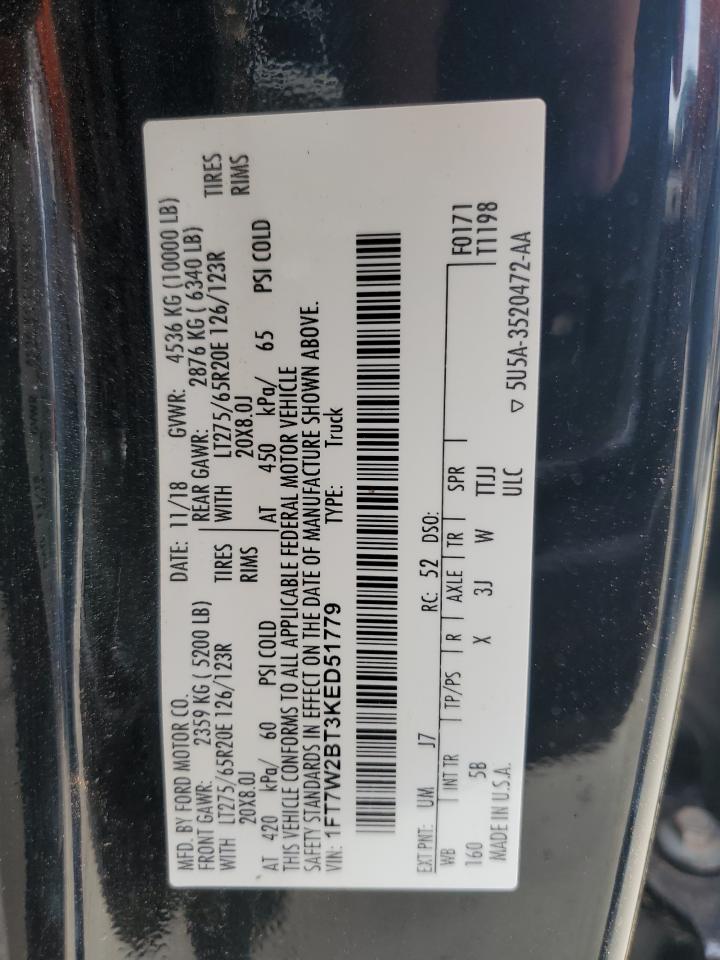 MFD. BY FORD MOTOR CO. DATE: 11/18 GVWR: 4536 KG (10000 LB)
FRONT GAWR: 2359 KG ( 5200 LB) REAR GAWR: 2876 KG ( 6340 LB)
WITH LT275/65R20E 126/123R TIRES WITH LT275/65R20E 126/123R TIRES
20X8.0J RIMS 20X8.0J RIMS
AT 420 kPa/ 60 PSI COLD AT 450 kPa/ 65 PSI COLD
THIS VEHICLE CONFORMS TO ALL APPLICABLE FEDERAL MOTOR VEHICLE
SAFETY STANDARDS IN EFFECT ON THE DATE OF MANUFACTURE SHOWN ABOVE.
VIN: 1FT7W2BT3KED51779 TYPE: Truck
F0171
EXT PNT: UM J7 RC: 52 DSO: T1198
WB INT TR TP/PS R AXLE TR SPR
160 5B X 3J W TTJJ
MADE IN U.S.A. ULC ▽ 5U5A-3520472-AA